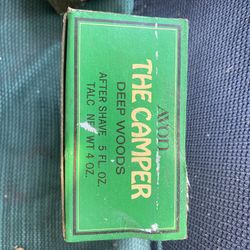 AVON
THE CAMPER
DEEP WOODS
AFTER SHAVE 5 FL. OZ.
TALC NET WT 4 OZ.